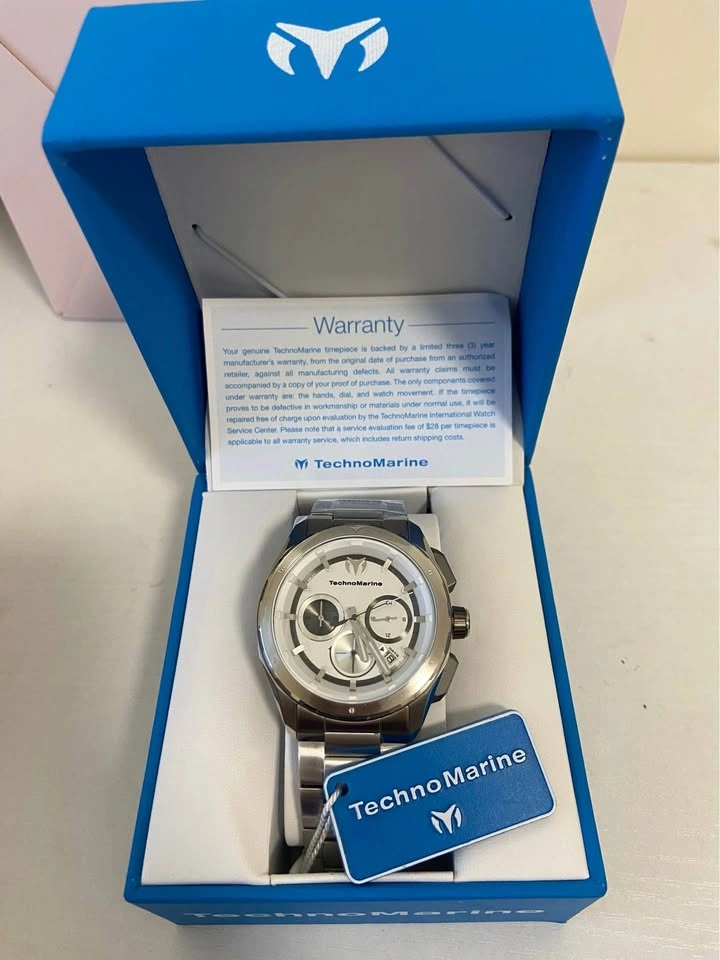 Warranty
Your genuine TechnoMarine timepiece is backed by a limited three (3) year
manufacturer's warranty, from the original date of purchase from an authorized
retailer, against all manufacturing defects. All warranty claims must be
accompanied by a copy of your proof of purchase. The only components covered
under warranty are: the hands, dial, and watch movement. If the timepiece
proves to be defective in workmanship or materials under normal use, it will be
repaired free of charge upon evaluation by the TechnoMarine International Watch
Service Center. Please note that a service evaluation fee of $28 per timepiece is
applicable to all warranty service, which includes return shipping costs.
TechnoMarine
TechnoMarine
TechnoMarine
TechnoMarine